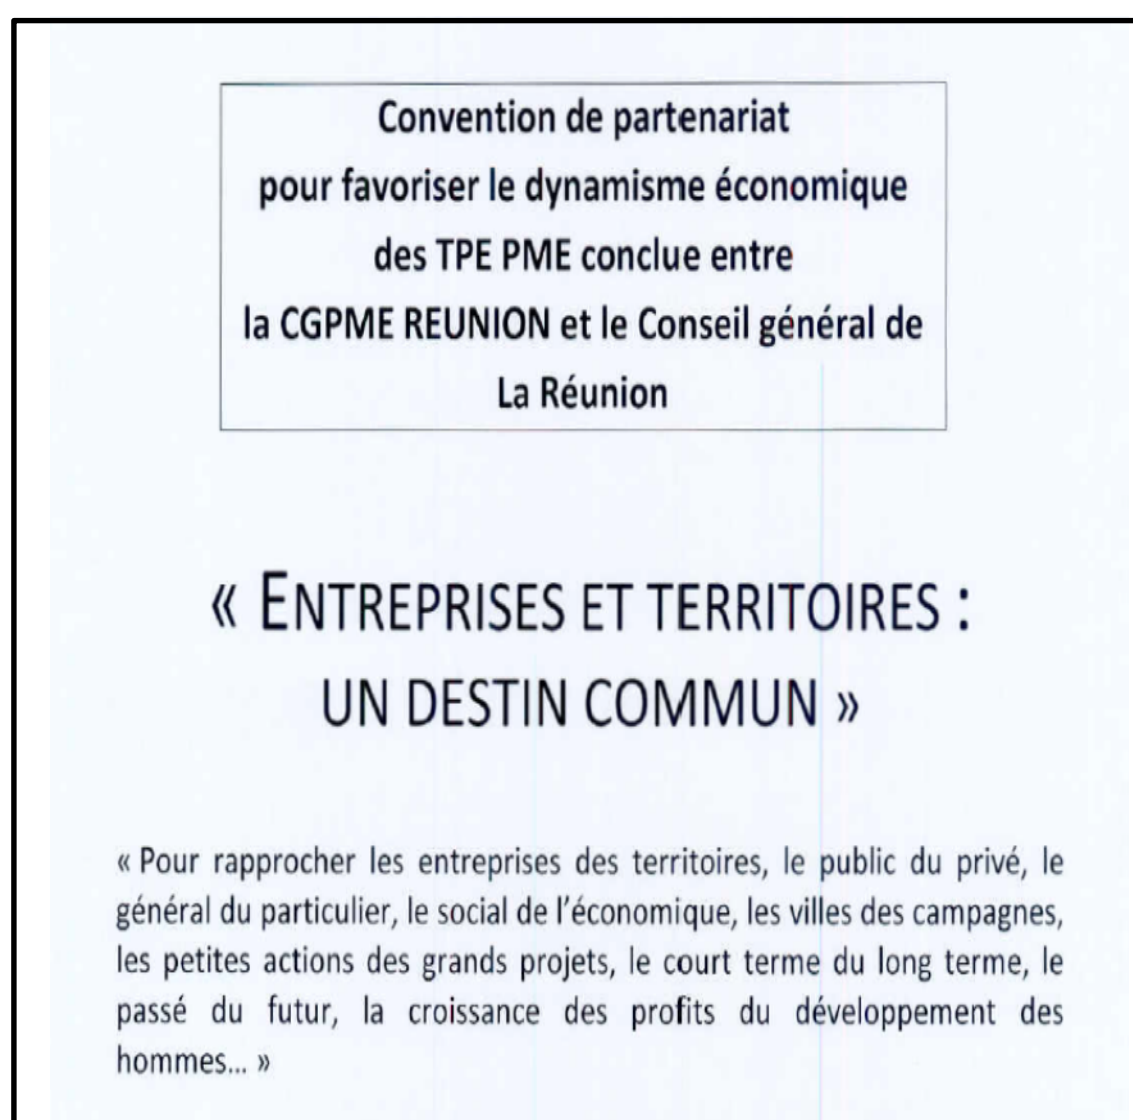 Convention de partenariat
pour favoriser le dynamisme économique
des TPE PME conclue entre
la CGPME REUNION et le Conseil général de
La Réunion
« ENTREPRISES ET TERRITOIRES :
UN DESTIN COMMUN »
« Pour rapprocher les entreprises des territoires, le public du privé, le
général du particulier, le social de l'économique, les villes des campagnes,
les petites actions des grands projets, le court terme du long terme, le
passé du futur, la croissance des profits du développement des
hommes... »